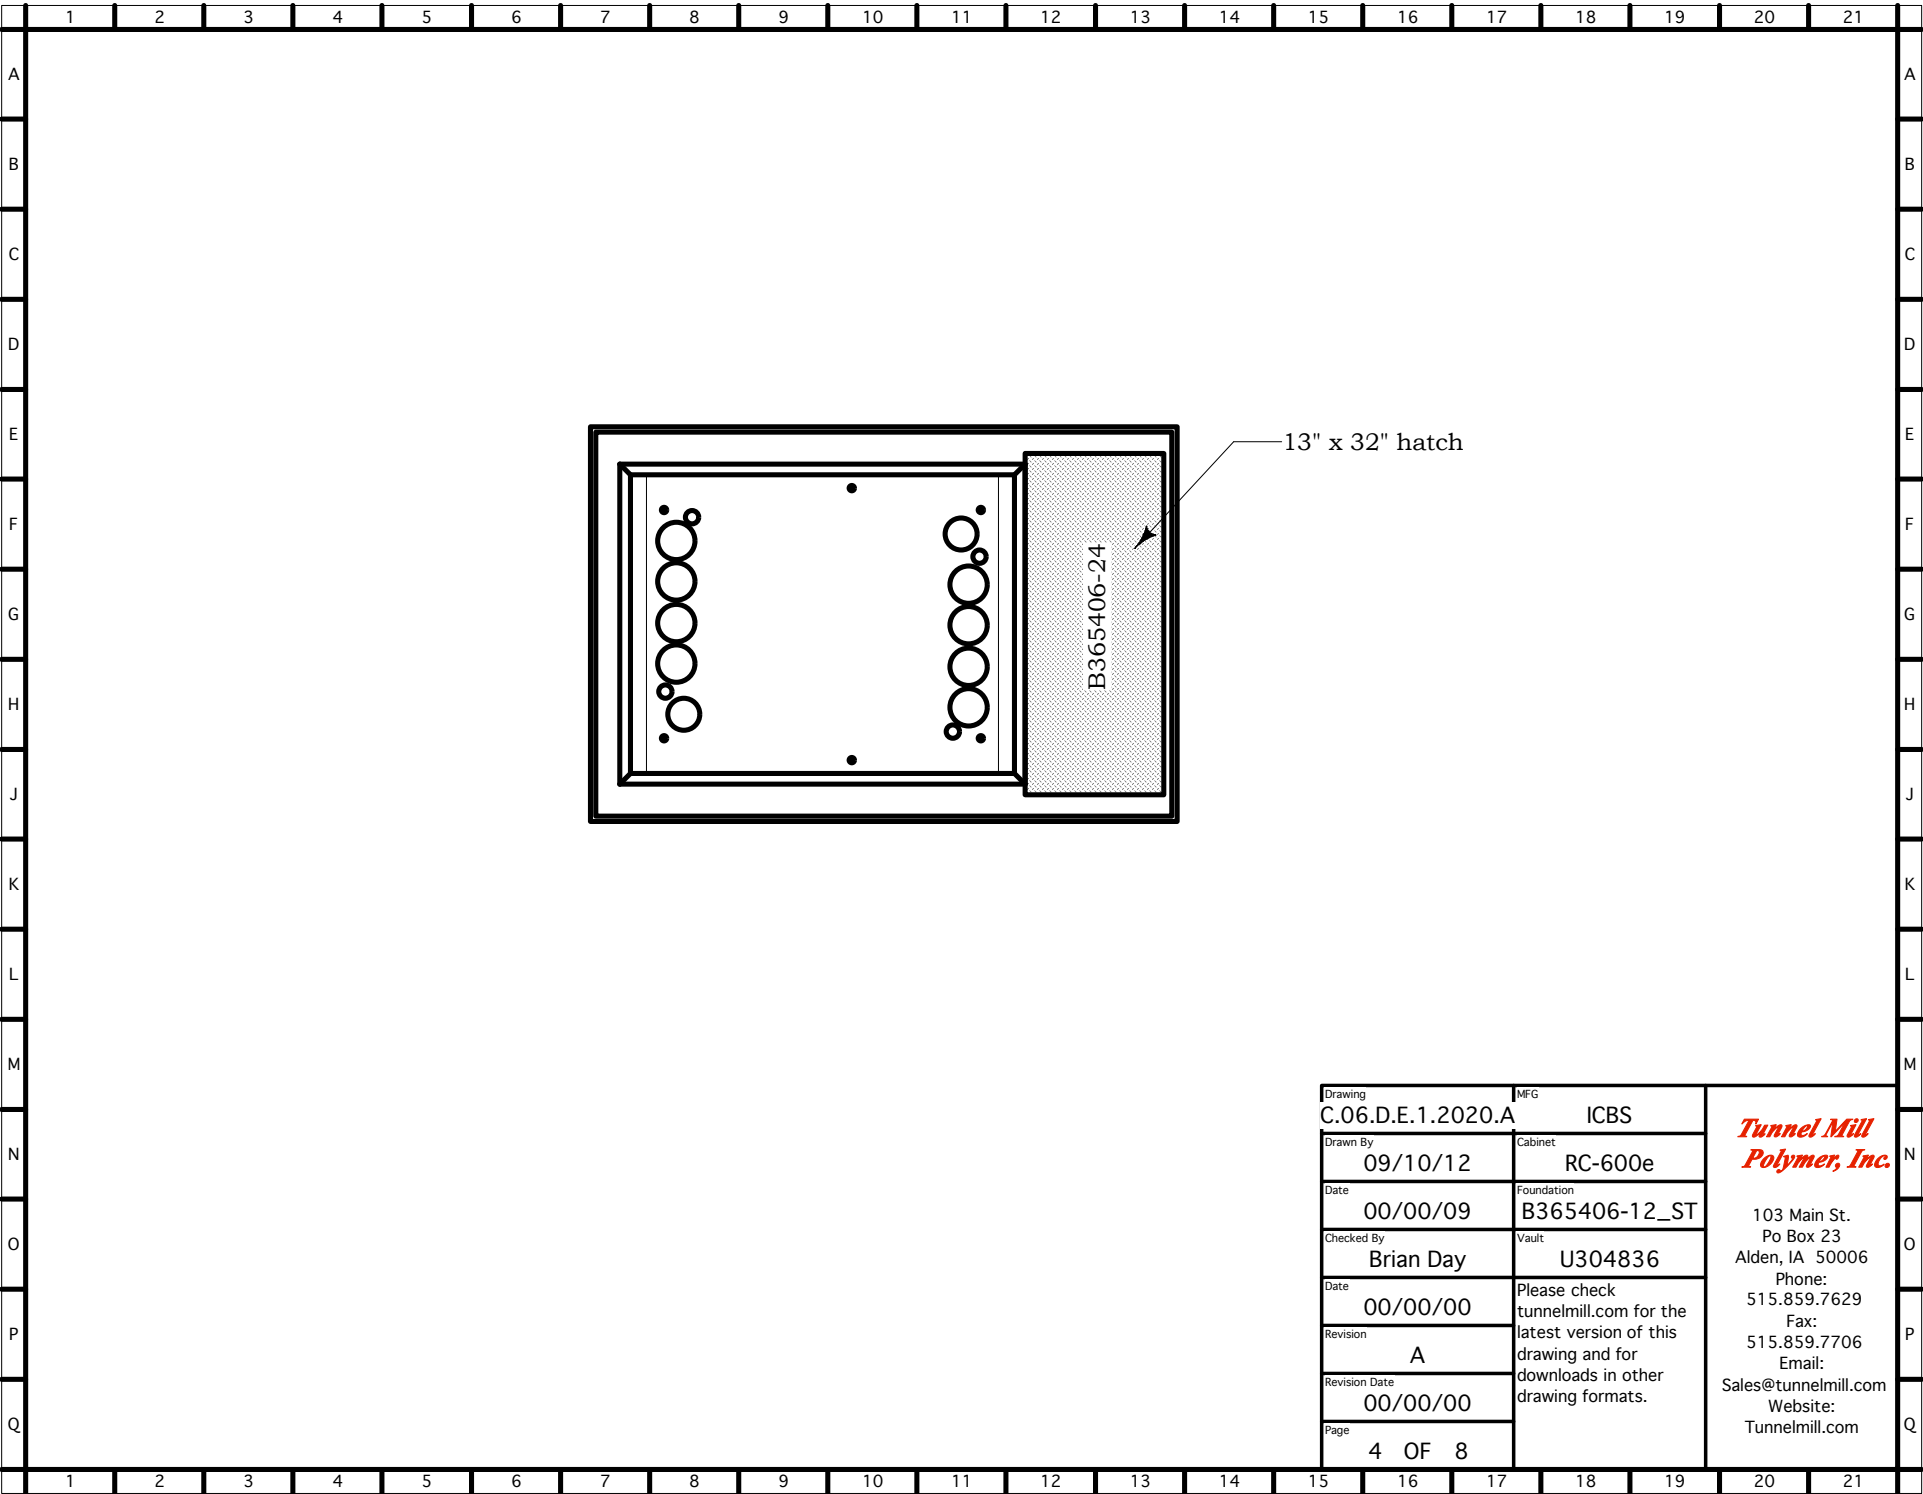 1 2 3 4 5 6 7 8 9 10 11 12 13 14 15 16 17 18 19 20 21
A A
B B
C C
D D
E E
F F
G G
H H
J J
K K
L L
M M
N N
O O
P P
Q Q
13" x 32" hatch
B365406-24
Drawing
C.06.D.E.1.2020.A
MFG
ICBS
Drawn By
09/10/12
Cabinet
RC-600e
Date
00/00/09
Foundation
B365406-12_ST
Checked By
Brian Day
Vault
U304836
Date
00/00/00
Revision
A
Revision Date
00/00/00
Page
4 OF 8
Please check
tunnelmill.com for the
latest version of this
drawing and for
downloads in other
drawing formats.
Tunnel Mill
Polymer, Inc.
103 Main St.
Po Box 23
Alden, IA 50006
Phone:
515.859.7629
Fax:
515.859.7706
Email:
Sales@tunnelmill.com
Website:
Tunnelmill.com
1 2 3 4 5 6 7 8 9 10 11 12 13 14 15 16 17 18 19 20 21